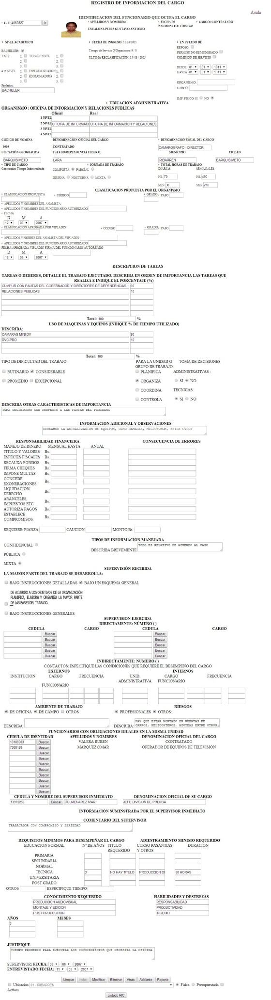 REGISTRO DE INFORMACION DEL CARGO
Ayuda
IDENTIFICACION DEL FUNCIONARIO QUE OCUPA EL CARGO
• C. I.: 4069327 Ir
• APELLIDOS Y NOMBRES:
• FECHA DE NACIMINETO: 17/08/1948
• CARGO: CONTRATADO
ESCALONA PEREZ GUSTAVO ANTONIO
• NIVEL ACADEMICO
• FECHA DE INGRESO: 15/03/2005
• EN ESTADO DE
BACHILLER:
Tiempo de Servicio O/Organismos: 9 / 0
REPOSO:
PERMISO NO REMUNERADO
T.S.U: 1. TERCER NIVEL 1.
ULTIMA RECLASIFICACION: 15/ 03 / 2005
COMISION DE SERVICIO
2. 2.
3. 3.
4 to NIVEL 1. ESPECIALIZACION: 1.
2. (DIPLOMADOS) 2.
3. 3.
DESDE: 01 / 01 / 1911
HASTA 01 / 01 / 1911
Profesion:
BACHILLER
ORGANISMO:
CARGO:
IMP. FISICO: SI NO
• UBICACIÓN ADMINISTRATIVA
ORGANISMO : OFICINA DE INFORMACION Y RELACIONES PUBLICAS
Oficial Real
1 NIVEL
2 NIVEL OFICINA DE INFORMACI OFICINA DE INFORMACION Y RELACIONES
3 NIVEL
4 NIVEL
CÓDIGO DE NOMINA DENOMINACION OFICIAL DEL CARGO • DENOMINACION USUAL DEL CARGO
9909 CONTRATADO CAMAROGRAFO - DIRECTOR
UBICACIÓN GEOGRAFICA ESTADO/DEPENDENCIA FEDERAL MUNICIPIO CIUDAD
BARQUISIMETO LARA IRIBARREN BARQUISIMETO
• TIPO DE CARGO • JORNADA DE TRABAJO • TOTAL HORAS DE TRABAJO
Contratados Tiempo Indeterminado COMPLETA PARCIAL DIARIAS SEMANALES
DIURNA NOCTURNA MIXTA HS. 70 HS. 490
MIN 30 MIN 210
CLASIFICACION PROPUESTA POR EL ORGANISMO
• CLASIFICACION PROPUESTA • CÓDIGO • GRADO • PASO
• APELLIDOS Y NOMBRES DEL ANALISTA
• APELLIDOS Y NOMBRES DEL FUNCIONARIO AUTORIZADO
• FECHA
D M A
12 06 2007
• CLASIFICACION APROBADA POR VIPLADIN • CODIGO • GRADO • PASO
• APELLIDOS Y NOBRES DEL ANALISTA DEL VIPLADIN
• APELLIDOS Y NOMBRES DEL FUNCIONARIO AUTORIZADO
FECHA APROBADA VIPLADIN FIRMA DEL FUNCIONARIO AUTORIZADO
D M A
12 06 2007
DESCRIPCION DE TAREAS
TAREAS O DEBERES, DETALLE EL TRABAJO EJECUTADO. DESCRIBA EN ORDEN DE IMPORTANCIA LAS TAREAS QUE
REALIZA E INDIQUE EL PORCENTAJE (%)
CUMPLIR CON PAUTAS DEL GOBERNADOR Y DIRECTORES DE DEPENDENCIAS 90
RELACIONES PUBLICAS 10
Total: 100 %
USO DE MAQUINAS Y EQUIPOS (INDIQUE % DE TIEMPO UTILIZADO)
DESCRIBA:
CAMARAS MINI DV 90
DVC-PRO 10
Total: 100 %
TIPO DE DIFICULTAD DEL TRABAJO PARA LA UNIDAD O GRUPO DE TRABAJO TOMA DE DECISIONES
RUTINARIO CONSIDERABLE PLANIFICA ADMINISTRATIVAS :
PROMEDIO EXCEPCIONAL ORGANIZA SI NO
COORDINA TECNICAS:
CONTROLA SI NO
DESCRIBA OTRAS CARACTERISTICAS DE IMPORTANCIA
TOMA DECISIONES CON RESPECTO A LAS PAUTAS DEL PROGRAMA
INFORMACION ADICIONAL Y OBSERVACIONES
DESEAMOS LA ACTUALIZACION DE EQUIPOS, COMO CAMARAS, MICROFONOS, ENTRE OTROS
RESPONSABILIDAD FINANCIERA CONSECUENCIA DE ERRORES
MANEJO DE DINERO MENSUAL HASTA ANUAL
TITULO Y VALORES Bs.
ESPECIES FISCALES Bs.
RECAUDA FONDOS Bs.
FIRMA CHEQUES Bs.
IMPONE MULTAS Bs.
CONCEDE EXONERACIONES Bs.
LIQUIDACION DERECHO Bs.
ARANCELES, IMPUESTOS ETC Bs.
AUTORIZA PAGOS Bs.
ESTABLECE COMPROMISOS Bs.
REQUIERE: FIANZA CAUCION MONTO Bs.
TIPOS DE INFORMACION MANEJADA
CONFIDENCIAL
DESCRIBA BREVEMENTE TODO ES RELATIVO DE ACUERDO AL CASO
PÚBLICA
MIXTA
SUPERVISIÓN RECIBIDA
LA MAYOR PARTE DEL TRABAJO SE DESARROLLA:
BAJO INSTRUCCIONES DETALLADAS BAJO UN ESQUEMA GENERAL
DE ACUERDO A LOS OBJETIVOS DE LA ORGANIZACIÓN
PLANIFICA, ELABORA Y ORGANIZA LA MAYOR PARTE
DE LAS FASES DEL TRABAJO.
BAJO INSTRUCCIONES GENERALES
SUPERVISION EJERCIDA
DIRECTAMENTE: NÚMERO ( )
CEDULA CARGO CEDULA CARGO
Buscar Buscar
Buscar Buscar
Buscar Buscar
Buscar Buscar
Buscar Buscar
INDIRECTAMENTE: NUMERO ( )
CONTACTOS: ESPECIFIQUE LAS CONDICIONES QUE REQUIERE EL DESEMPEÑO DEL CARGO
EXTERNOS INTERNOS
INSTITUCION CARGO FUNCIONARIO FRECUENCIA UNID. ADMINISTRATIVA CARGO FUNCIONARIO FRECUENCIA
AMBIENTE DE TRABAJO RIESGOS
DE OFICINA DE CAMPO OTROS PROFESIONALES OTROS:
DESCRIBA: DESCRIBA: HAY QUE ESTAR MONTADO EN PUERTAS DE
CARROS, HELICOPTEROS, AZOTEAS ENTRE OTROS
FUNCIONARIOS CON OBLIGACIONES IGUALES EN LA MISMA UNIDAD
CEDULA DE IDENTIDAD APELLIDOS Y NOMBRES DENOMINACION OFICIAL DEL CARGO
13188083 Buscar VALERA RUBEN CONTRATADO
7308488 Buscar MARQUEZ OMAR OPERADOR DE EQUIPOS DE TELEVISION
Buscar
Buscar
Buscar
Buscar
Buscar
Buscar
Buscar
Buscar
CEDULA Y NOMBRE DEL SUPERVISOR INMEDIATO DENOMINACION OFICIAL DE SU CARGO
13972255 Buscar COLMENAREZ IVAR JEFE DIVISION DE PRENSA
INFORMACION SUMINSTRADA POR EL SUPERVISOR INMEDIATO
COMENTARIO DEL SUPERVISOR
TRABAJADOR CON COMPROMISO Y SERIEDAD
REQUISITOS MINIMOS PARA DESEMPEÑAR EL CARGO ADIESTRAMIENTO MINIMO REQUERIDO
EDUCACION FORMAL Nº DE AÑOS TITULO REQUERIDO CURSO PASANTIAS Y OTROS DURACION
PRIMARIA
SECUNDARIA
NORMAL
TECNICA 3 NO HAY TITULO PRODUCCION DI 80 HORAS
UNIVERSITARIA
POST GRADO
OTROS ESPECIFIQUE TIEMPO
CONOCIMIENTO REQUERIDO HABILIDADES Y DESTREZAS
PRODUCCION AUDIOVISUAL RESPONSABILIDAD
MONTAJE Y EDICION PRODUCTIVIDAD
POST PRODUCCION INGENIO
AÑOS MESES
3
JUSTIFIQUE
TIEMPO PROMEDIO PARA EJECUTAR LOS CONOCIMIENTOS QUE NECESITA LA OFICINA
SUPERVISOR: FECHA: 06 / 06 / 2007
ENTREVISTADO:FECHA: 11 / 05 / 2007
Limpiar Incluir Modificar Eliminar Atras Adelante Reporte
Ubicacion 01 - IRIBARREN Fisica Presupuestaria
Activos
Listado RIC